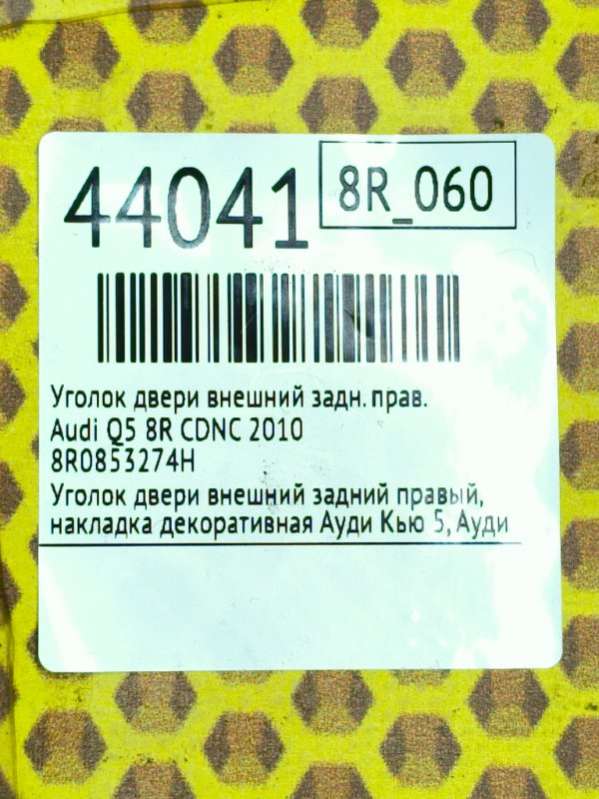 44041
8R_060
Уголок двери внешний задн. прав.
Audi Q5 8R CDNC 2010
8R0853274H
Уголок двери внешний задний правый,
накладка декоративная Ауди Кью 5, Ауди